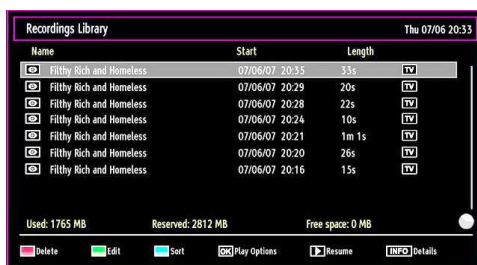 Recordings Library Thu 07/06 20:33
Name Start Length
Filthy Rich and Homeless 07/06/07 20:35 33s TV
Filthy Rich and Homeless 07/06/07 20:29 20s TV
Filthy Rich and Homeless 07/06/07 20:28 22s TV
Filthy Rich and Homeless 07/06/07 20:24 10s TV
Filthy Rich and Homeless 07/06/07 20:21 1m 1s TV
Filthy Rich and Homeless 07/06/07 20:20 26s TV
Filthy Rich and Homeless 07/06/07 20:16 15s TV
Used: 1765 MB Reserved: 2812 MB Free space: 0 MB
Delete Edit Sort OK Play Options Resume INFO Details